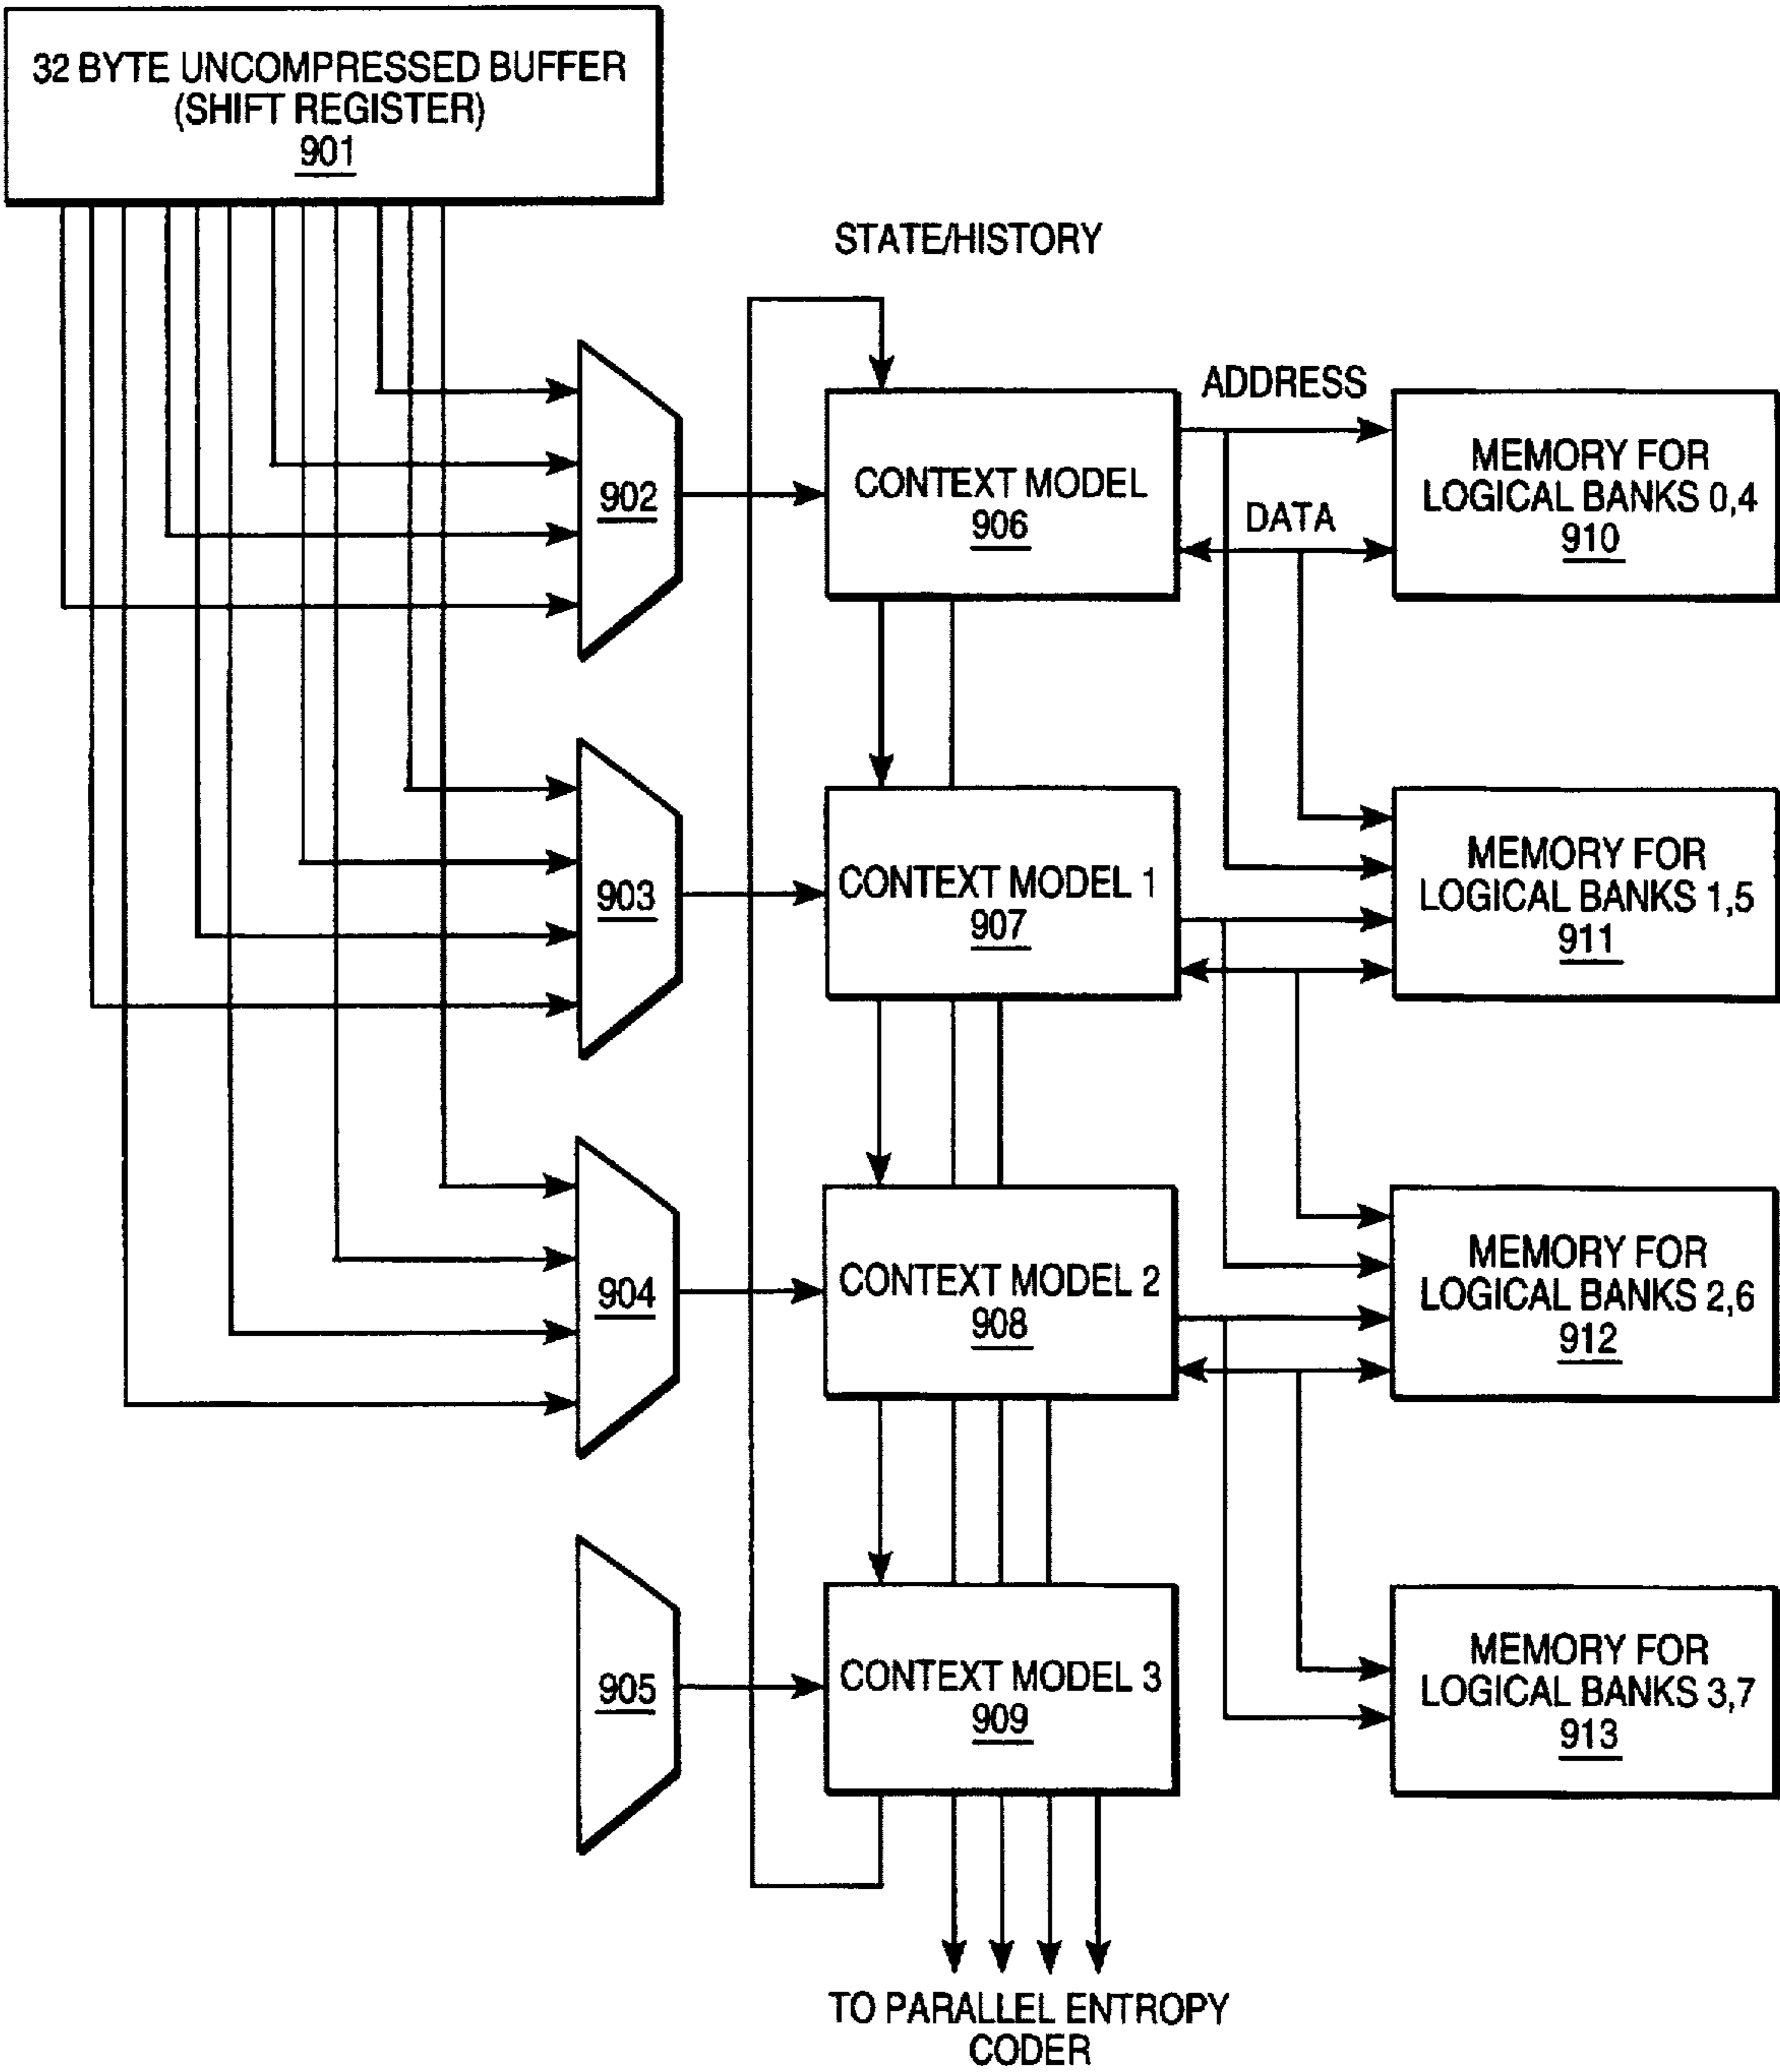 32 BYTE UNCOMPRESSED BUFFER
(SHIFT REGISTER)
901
STATE/HISTORY
902
CONTEXT MODEL
906
ADDRESS
DATA
MEMORY FOR
LOGICAL BANKS 0,4
910
903
CONTEXT MODEL 1
907
MEMORY FOR
LOGICAL BANKS 1,5
911
904
CONTEXT MODEL 2
908
MEMORY FOR
LOGICAL BANKS 2,6
912
905
CONTEXT MODEL 3
909
MEMORY FOR
LOGICAL BANKS 3,7
913
TO PARALLEL ENTROPY
CODER